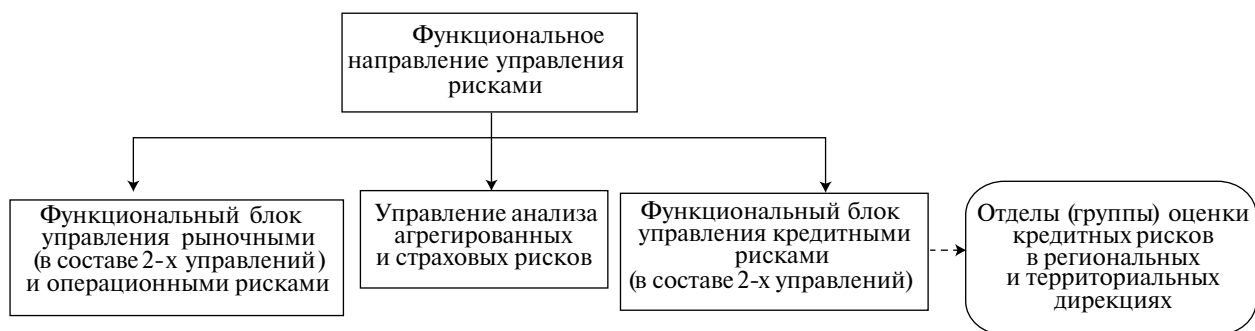 Функциональное
направление управления
рисками
Функциональный блок
управления рыночными
(в составе 2-х управлений)
и операционными рисками
Управление анализа
агрегированных
и страховых рисков
Функциональный блок
управления кредитными
рисками
(в составе 2-х управлений)
Отделы (группы) оценки
кредитных рисков
в региональных
и территориальных
дирекциях